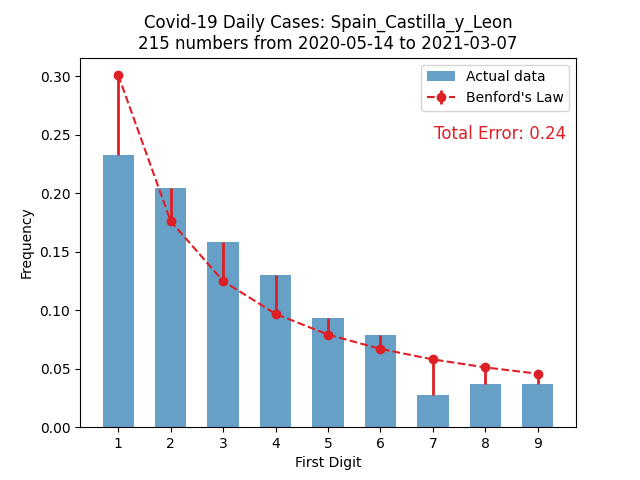 Covid-19 Daily Cases: Spain_Castilla_y_Leon
215 numbers from 2020-05-14 to 2021-03-07
Actual data
Benford's Law
Total Error: 0.24
0.30
0.25
0.20
0.15
0.10
0.05
0.00
Frequency
1 2 3 4 5 6 7 8 9
First Digit